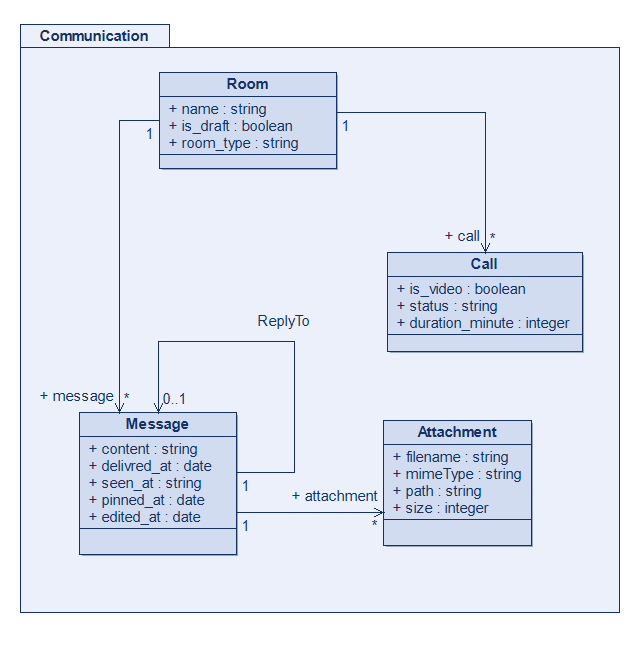 Communication
Room
+ name : string
+ is_draft : boolean
+ room_type : string
1
1
+ call
*
Call
+ is_video : boolean
+ status : string
+ duration_minute : integer
ReplyTo
+ message
*
0..1
Message
+ content : string
+ delivred_at : date
+ seen_at : string
+ pinned_at : date
+ edited_at : date
1
1
+ attachment
*
Attachment
+ filename : string
+ mimeType : string
+ path : string
+ size : integer